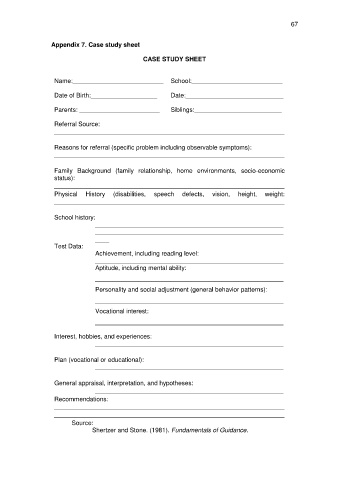 67
Appendix 7. Case study sheet
CASE STUDY SHEET
Name: School:
Date of Birth: Date:
Parents: Siblings:
Referral Source:
Reasons for referral (specific problem including observable symptoms):
Family Background (family relationship, home environments, socio-economic
status):
Physical History (disabilities, speech defects, vision, height, weight:
School history:
Test Data:
Achievement, including reading level:
Aptitude, including mental ability:
Personality and social adjustment (general behavior patterns):
Vocational interest:
Interest, hobbies, and experiences:
Plan (vocational or educational):
General appraisal, interpretation, and hypotheses:
Recommendations:
Source:
Shertzer and Stone. (1981). Fundamentals of Guidance.